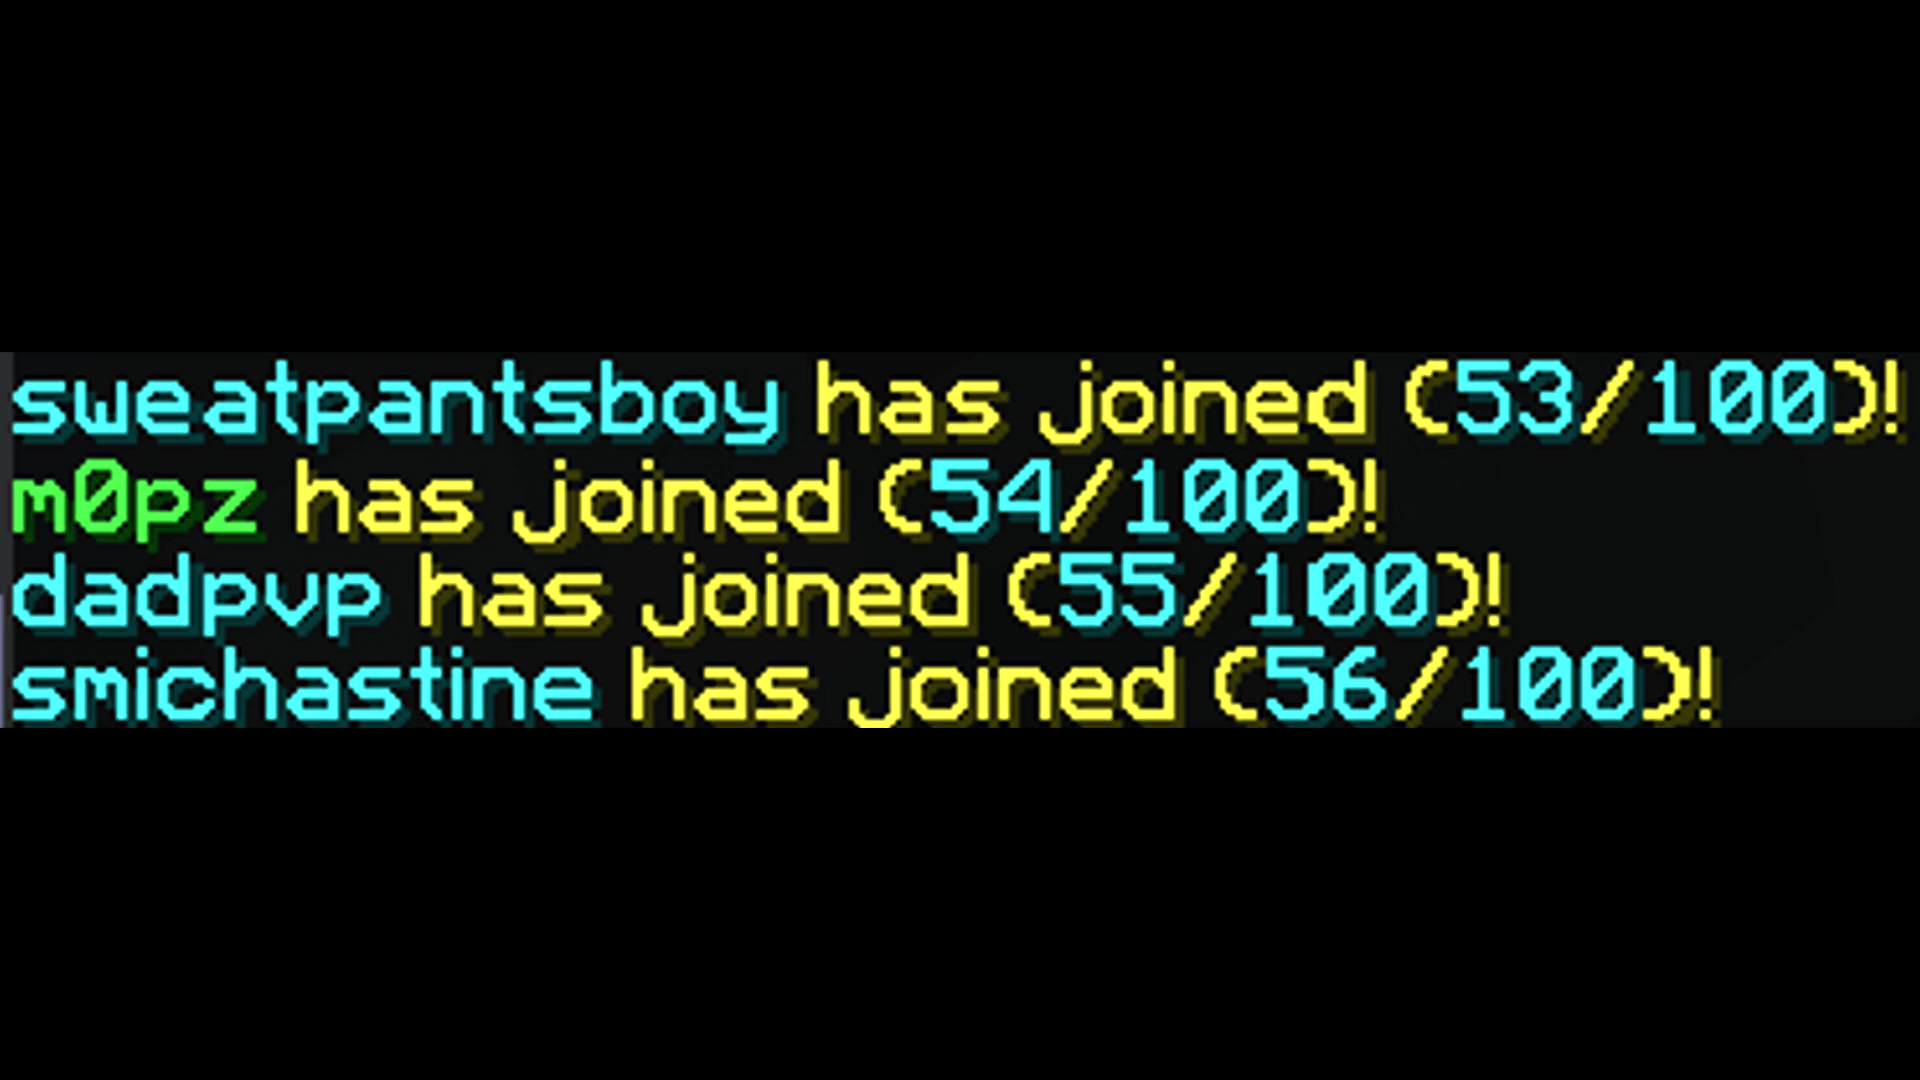 sweatpantsboy has joined (53/100)!
m0pz has joined (54/100)!
dadpvp has joined (55/100)!
smichastine has joined (56/100)!